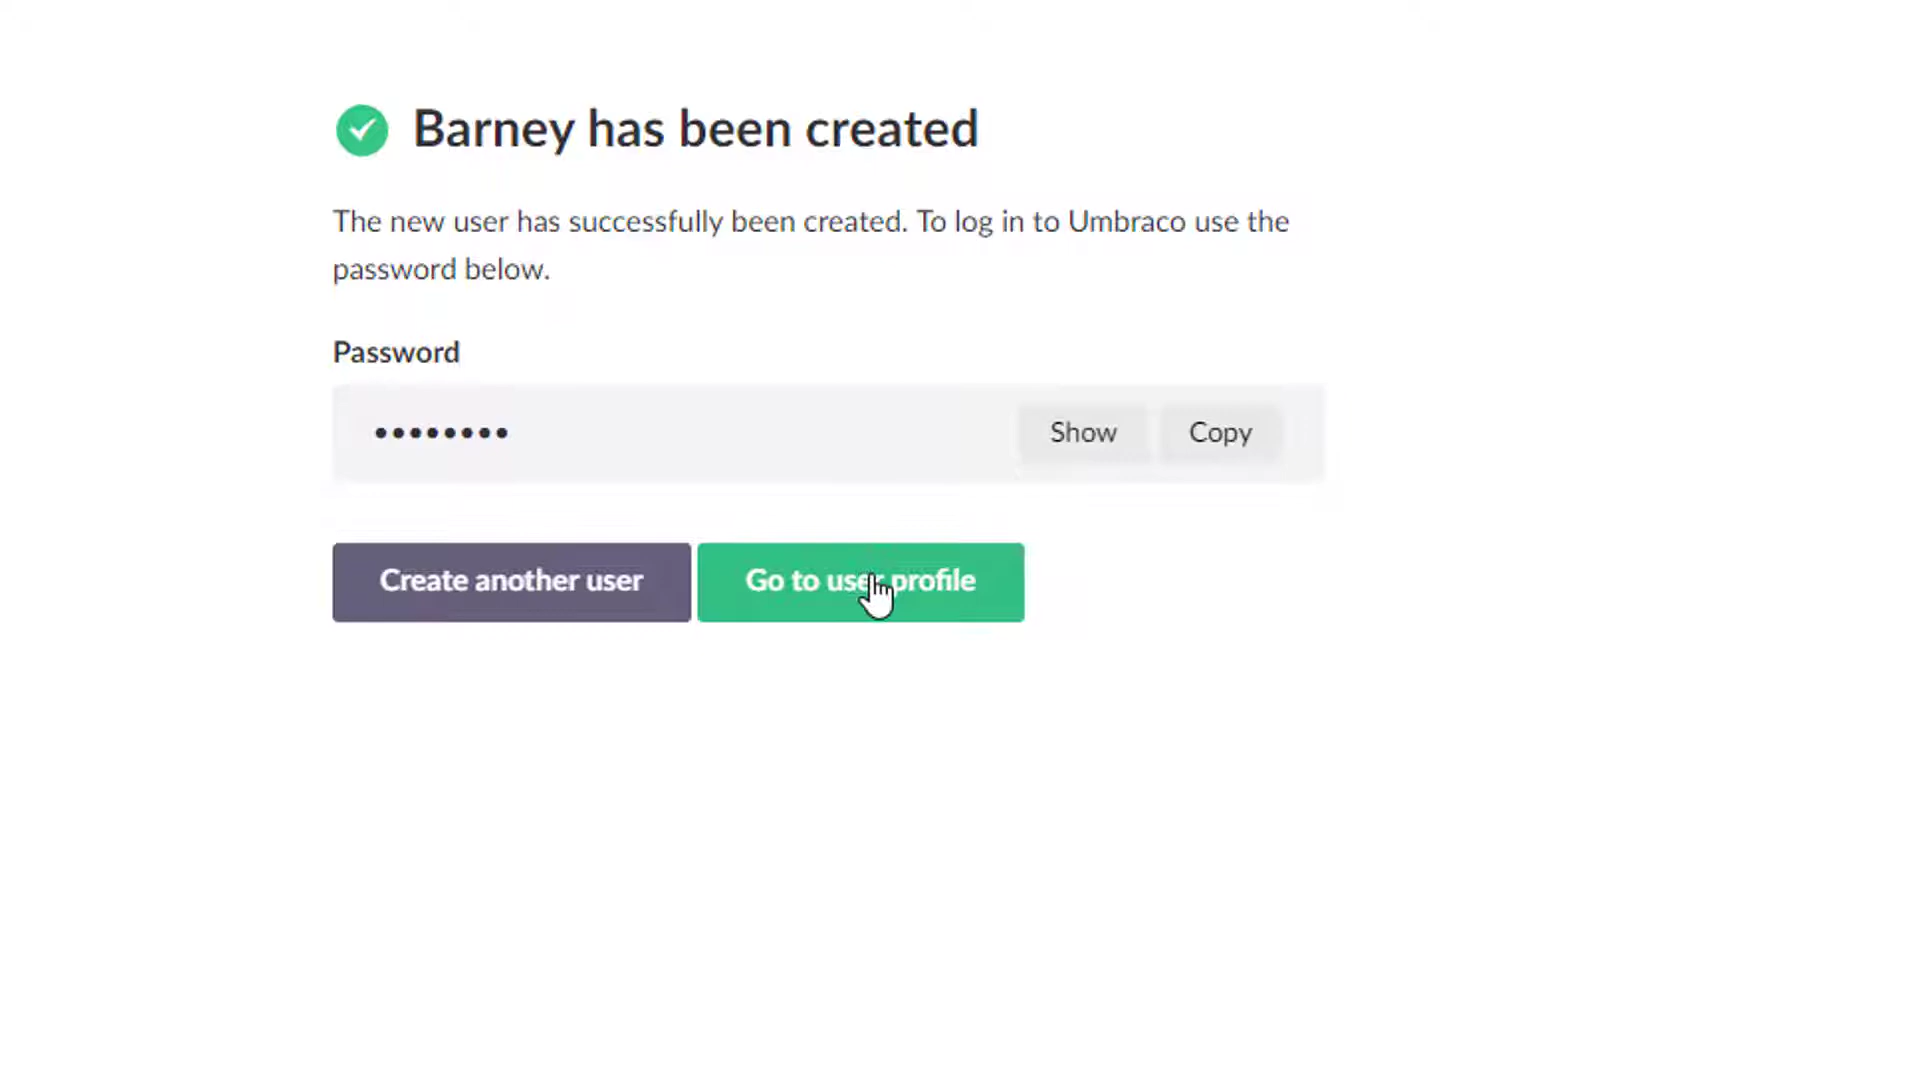 Barney has been created
The new user has successfully been created. To log in to Umbraco use the
password below.
Password
••••••••
Show
Copy
Create another user
Go to user profile